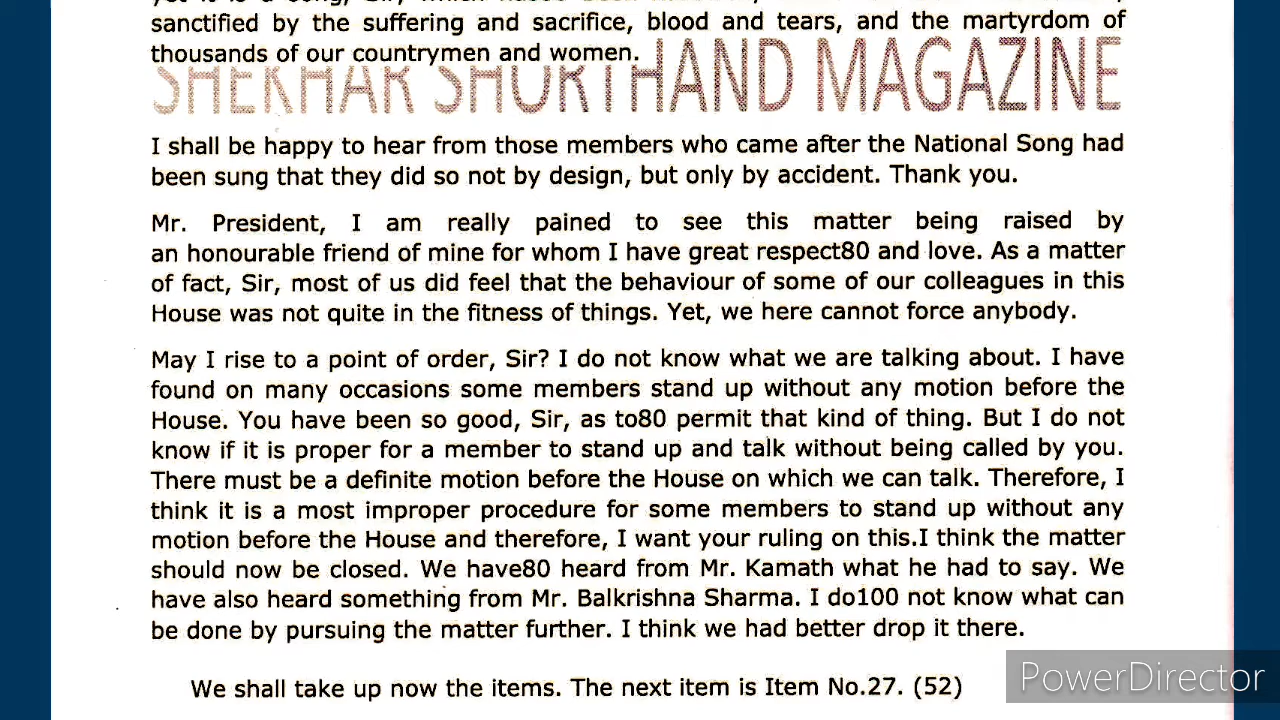 sanctified by the suffering and sacrifice, blood and tears, and the martyrdom of
thousands of our countrymen and women.
SHEKHAR SHORTHAND MAGAZINE
I shall be happy to hear from those members who came after the National Song had
been sung that they did so not by design, but only by accident. Thank you.
Mr. President, I am really pained to see this matter being raised by
an honourable friend of mine for whom I have great respect80 and love. As a matter
of fact, Sir, most of us did feel that the behaviour of some of our colleagues in this
House was not quite in the fitness of things. Yet, we here cannot force anybody.
May I rise to a point of order, Sir? I do not know what we are talking about. I have
found on many occasions some members stand up without any motion before the
House. You have been so good, Sir, as to80 permit that kind of thing. But I do not
know if it is proper for a member to stand up and talk without being called by you.
There must be a definite motion before the House on which we can talk. Therefore, I
think it is a most improper procedure for some members to stand up without any
motion before the House and therefore, I want your ruling on this.I think the matter
should now be closed. We have80 heard from Mr. Kamath what he had to say. We
have also heard something from Mr. Balkrishna Sharma. I do100 not know what can
be done by pursuing the matter further. I think we had better drop it there.
We shall take up now the items. The next item is Item No.27. (52)
PowerDirector